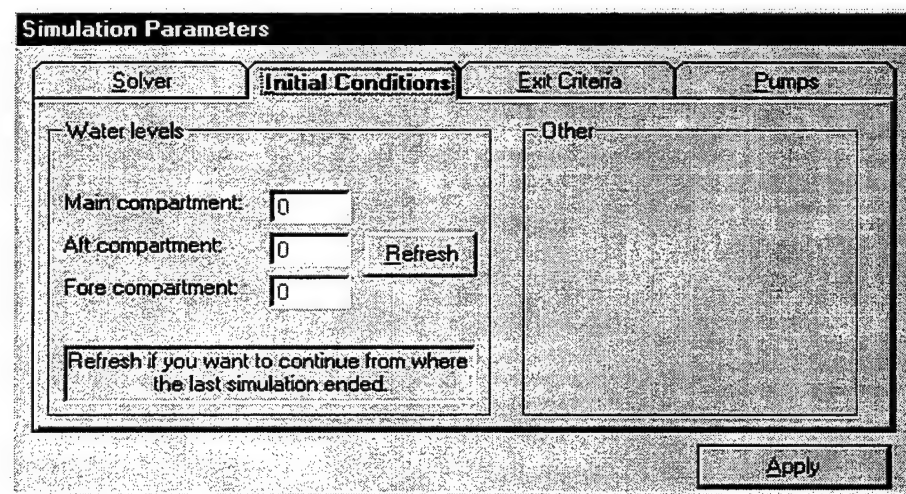 Simulation Parameters
Solver
Initial Conditions
Exit Criteria
Pumps
Water levels
Other
Main compartment:
0
Aft compartment:
0
Refresh
Fore compartment:
0
Refresh if you want to continue from where
the last simulation ended.
Apply